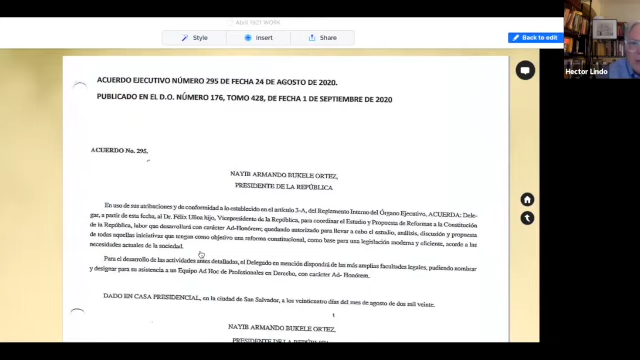 Abril 1921 WORK
Style
Insert
Share
Back to edit
Hector Lindo
ACUERDO EJECUTIVO NÚMERO 295 DE FECHA 24 DE AGOSTO DE 2020.
PUBLICADO EN EL D.O. NÚMERO 176, TOMO 428, DE FECHA 1 DE SEPTIEMBRE DE 2020
ACUERDO No. 295.
NAYIB ARMANDO BUKELE ORTEZ,
PRESIDENTE DE LA REPÚBLICA
En uso de sus atribuciones y de conformidad a lo establecido en el artículo 3-A, del Reglamento Interno del Órgano Ejecutivo, ACUERDA: Dele-
gar, a partir de esta fecha, al Dr. Félix Ulloa hijo, Vicepresidente de la República, para coordinar el Estudio y Propuesta de Reformas a la Constitución
de la República, labor que desarrollará con carácter Ad-Honórem; quedando autorizado para llevar a cabo el estudio, análisis, discusión y propuesta
de todas aquellas iniciativas que tengan como objetivo una reforma constitucional, como base para una legislación moderna y eficiente, acorde a las
necesidades actuales de la sociedad.
Para el desarrollo de las actividades antes detalladas, el Delegado en mención dispondrá de las más amplias facultades legales, pudiendo nombrar
y designar para su asistencia a un Equipo Ad Hoc de Profesionales en Derecho, con carácter Ad- Honórem.
DADO EN CASA PRESIDENCIAL, en la ciudad de San Salvador, a los veinticuatro días del mes de agosto de dos mil veinte.
1
NAYIB ARMANDO BUKELE ORTEZ,
PRESIDENTE DE LA REPÚBLICA